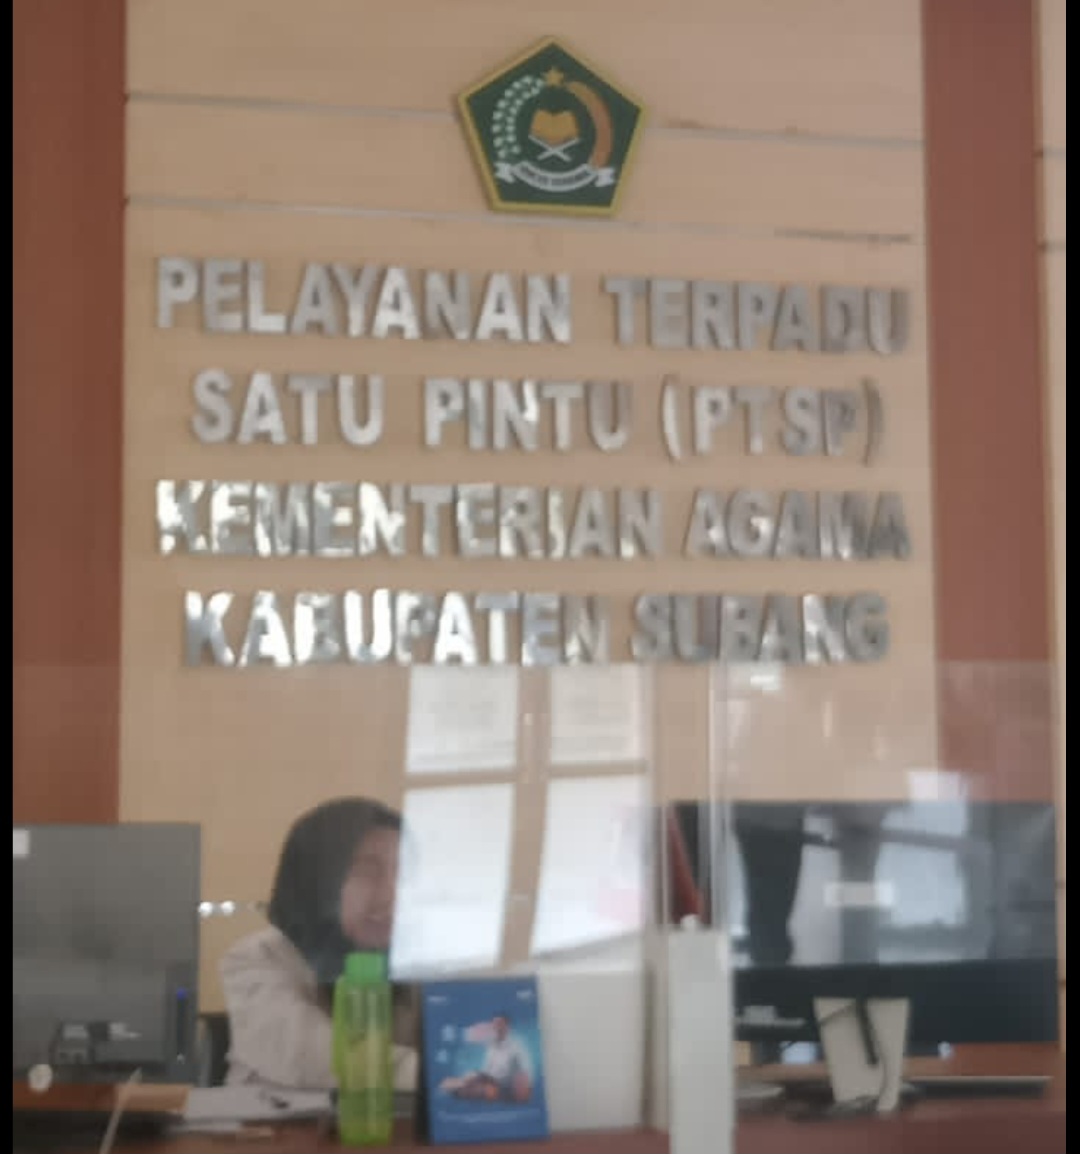 PELAYANAN TERPADU
SATU PINTU (PTSP)
KEMENTERIAN AGAMA
KABUPATEN SUBANG